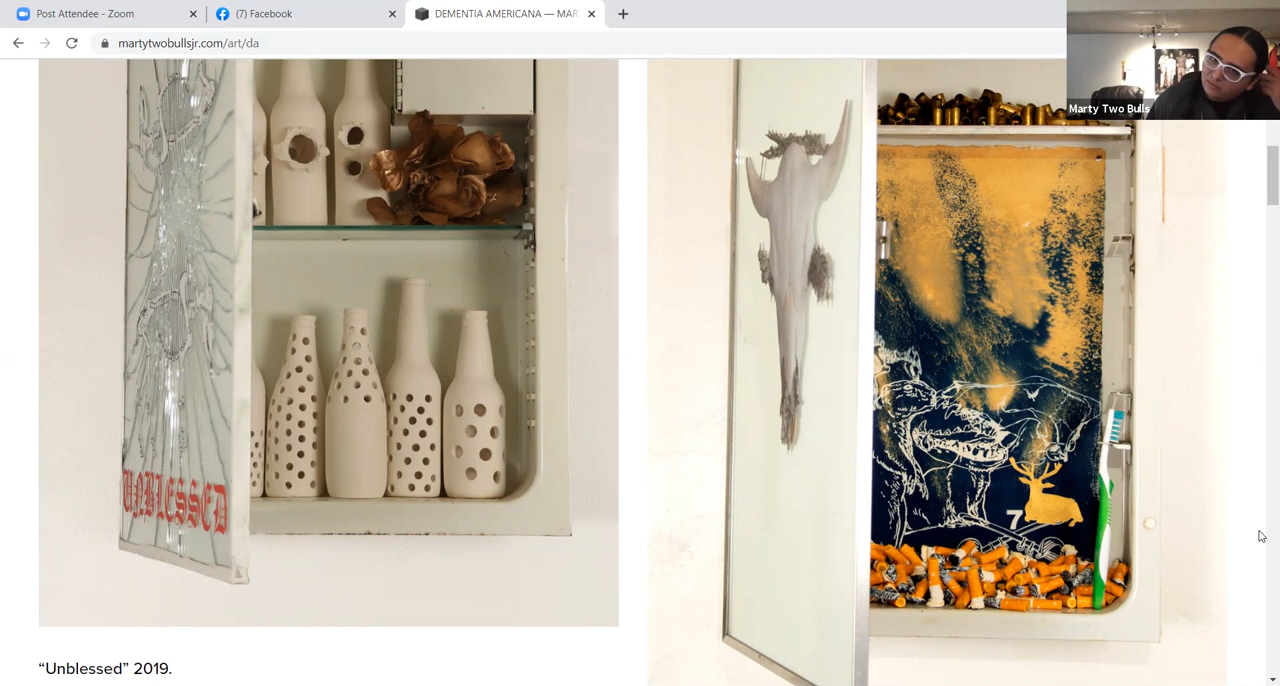 Post Attendee - Zoom
(7) Facebook
DEMENTIA AMERICANA — MAR
martytwobullsjr.com/art/da
Marty Two Bulls
UNBLESSED
7
“Unblessed” 2019.